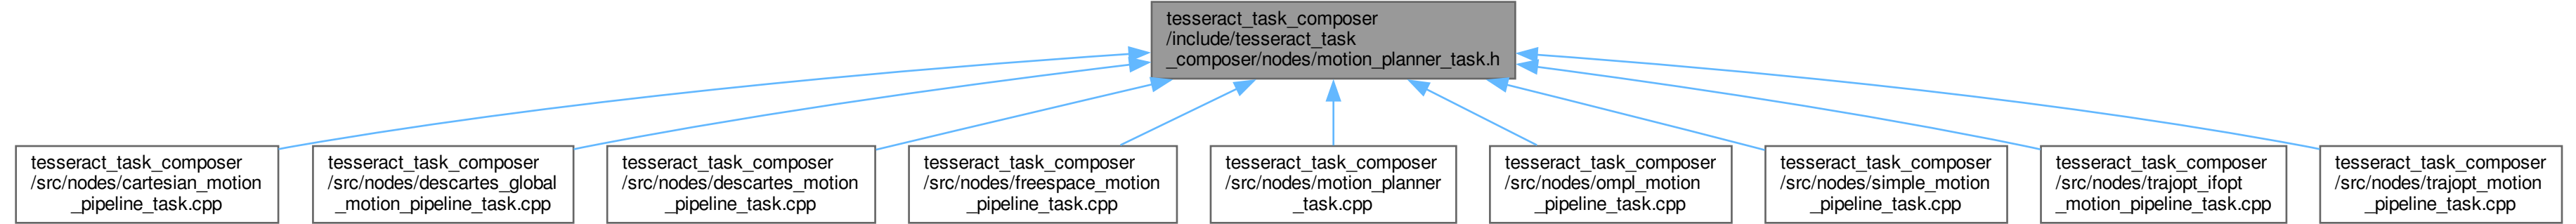 tesseract_task_composer
/include/tesseract_task
_composer/nodes/motion_planner_task.h
tesseract_task_composer
/src/nodes/cartesian_motion
_pipeline_task.cpp
tesseract_task_composer
/src/nodes/descartes_global
_motion_pipeline_task.cpp
tesseract_task_composer
/src/nodes/descartes_motion
_pipeline_task.cpp
tesseract_task_composer
/src/nodes/freespace_motion
_pipeline_task.cpp
tesseract_task_composer
/src/nodes/motion_planner
_task.cpp
tesseract_task_composer
/src/nodes/ompl_motion
_pipeline_task.cpp
tesseract_task_composer
/src/nodes/simple_motion
_pipeline_task.cpp
tesseract_task_composer
/src/nodes/trajopt_ifopt
_motion_pipeline_task.cpp
tesseract_task_composer
/src/nodes/trajopt_motion
_pipeline_task.cpp